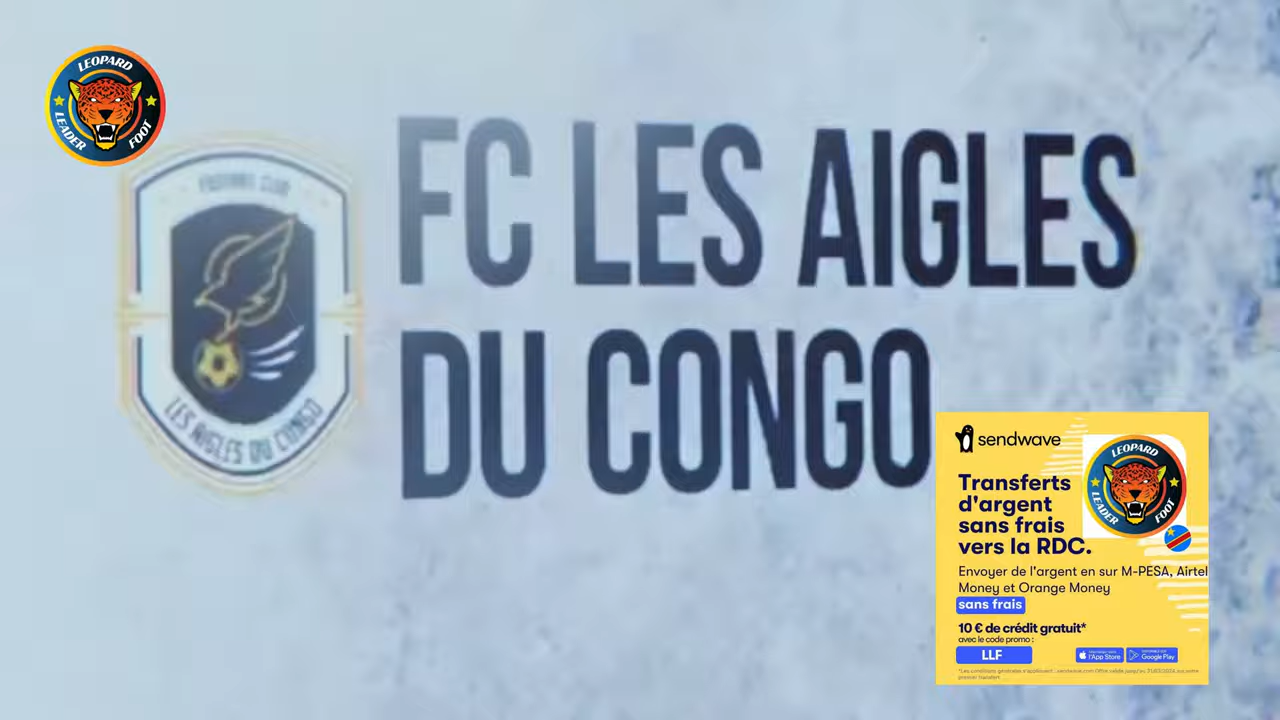 LEOPARD
LEADER FOOT
FOOTBALL CLUB
LES AIGLES DU CONGO
FC LES AIGLES
DU CONGO
sendwave
LEOPARD
LEADER FOOT
Transferts
d'argent
sans frais
vers la RDC.
Envoyer de l'argent en sur M-PESA, Airtel
Money et Orange Money
sans frais
10 € de crédit gratuit*
avec le code promo :
LLF
l'App Store
Google Play